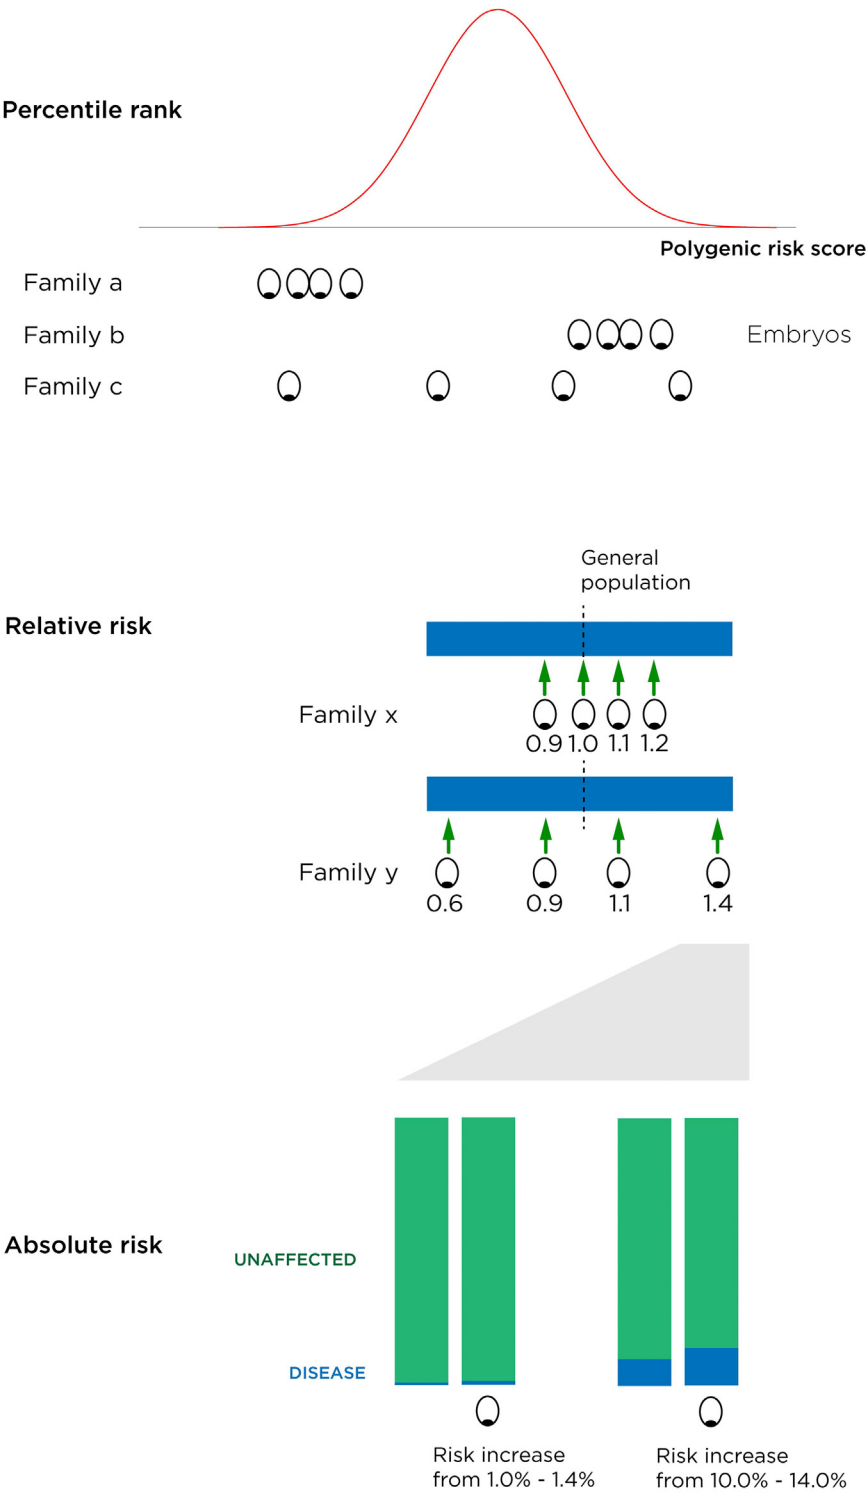 Percentile rank
Polygenic risk score
Family a
Family b
Embryos
Family c
General
population
Relative risk
Family x
0.9 1.0 1.1 1.2
Family y
0.6 0.9 1.1 1.4
Absolute risk
UNAFFECTED
DISEASE
Risk increase
from 1.0% - 1.4%
Risk increase
from 10.0% - 14.0%